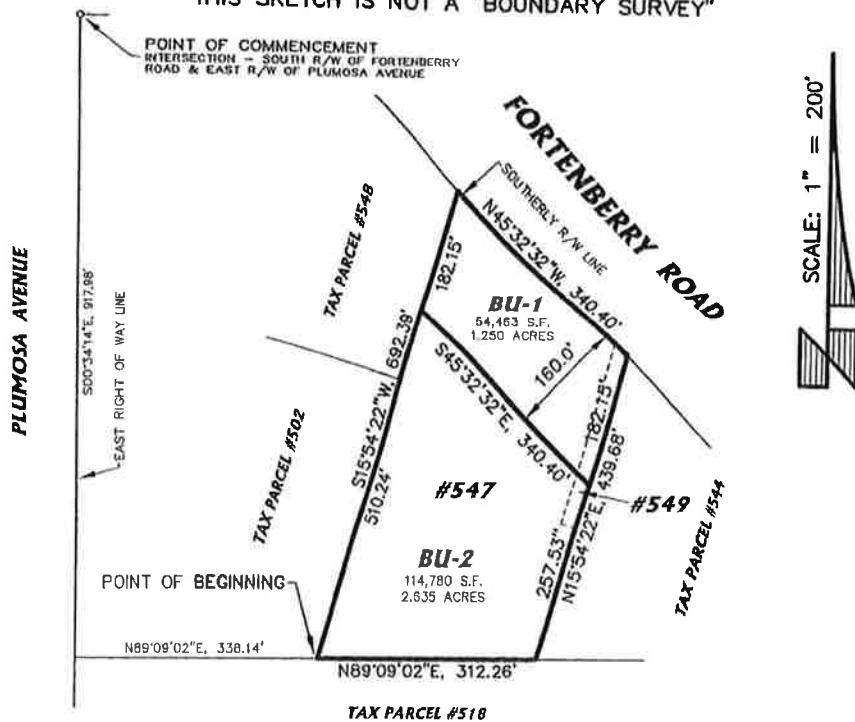 THIS SKETCH IS NOT A "BOUNDARY SURVEY"
POINT OF COMMENCEMENT
INTERSECTION - SOUTH R/W OF FORTENBERRY
ROAD & EAST R/W OF PLUMOSA AVENUE
FORTENBERRY ROAD
SOUTHERLY R/W LINE
N45°32'32"W, 340.40'
SCALE: 1" = 200'
PLUMOSA AVENUE
S00°34'14"E, 917.98'
EAST RIGHT OF WAY LINE
TAX PARCEL #548
182.15'
BU-1
54,463 S.F.
1.250 ACRES
160.0'
S45°32'32"E, 340.40'
182.15'
S15°54'22"W, 692.39'
510.24'
TAX PARCEL #502
#547
#549
N15°54'22"E, 439.68'
257.53"
TAX PARCEL #544
BU-2
114,780 S.F.
2.635 ACRES
POINT OF BEGINNING
N89°09'02"E, 338.14'
N89°09'02"E, 312.26'
TAX PARCEL #518